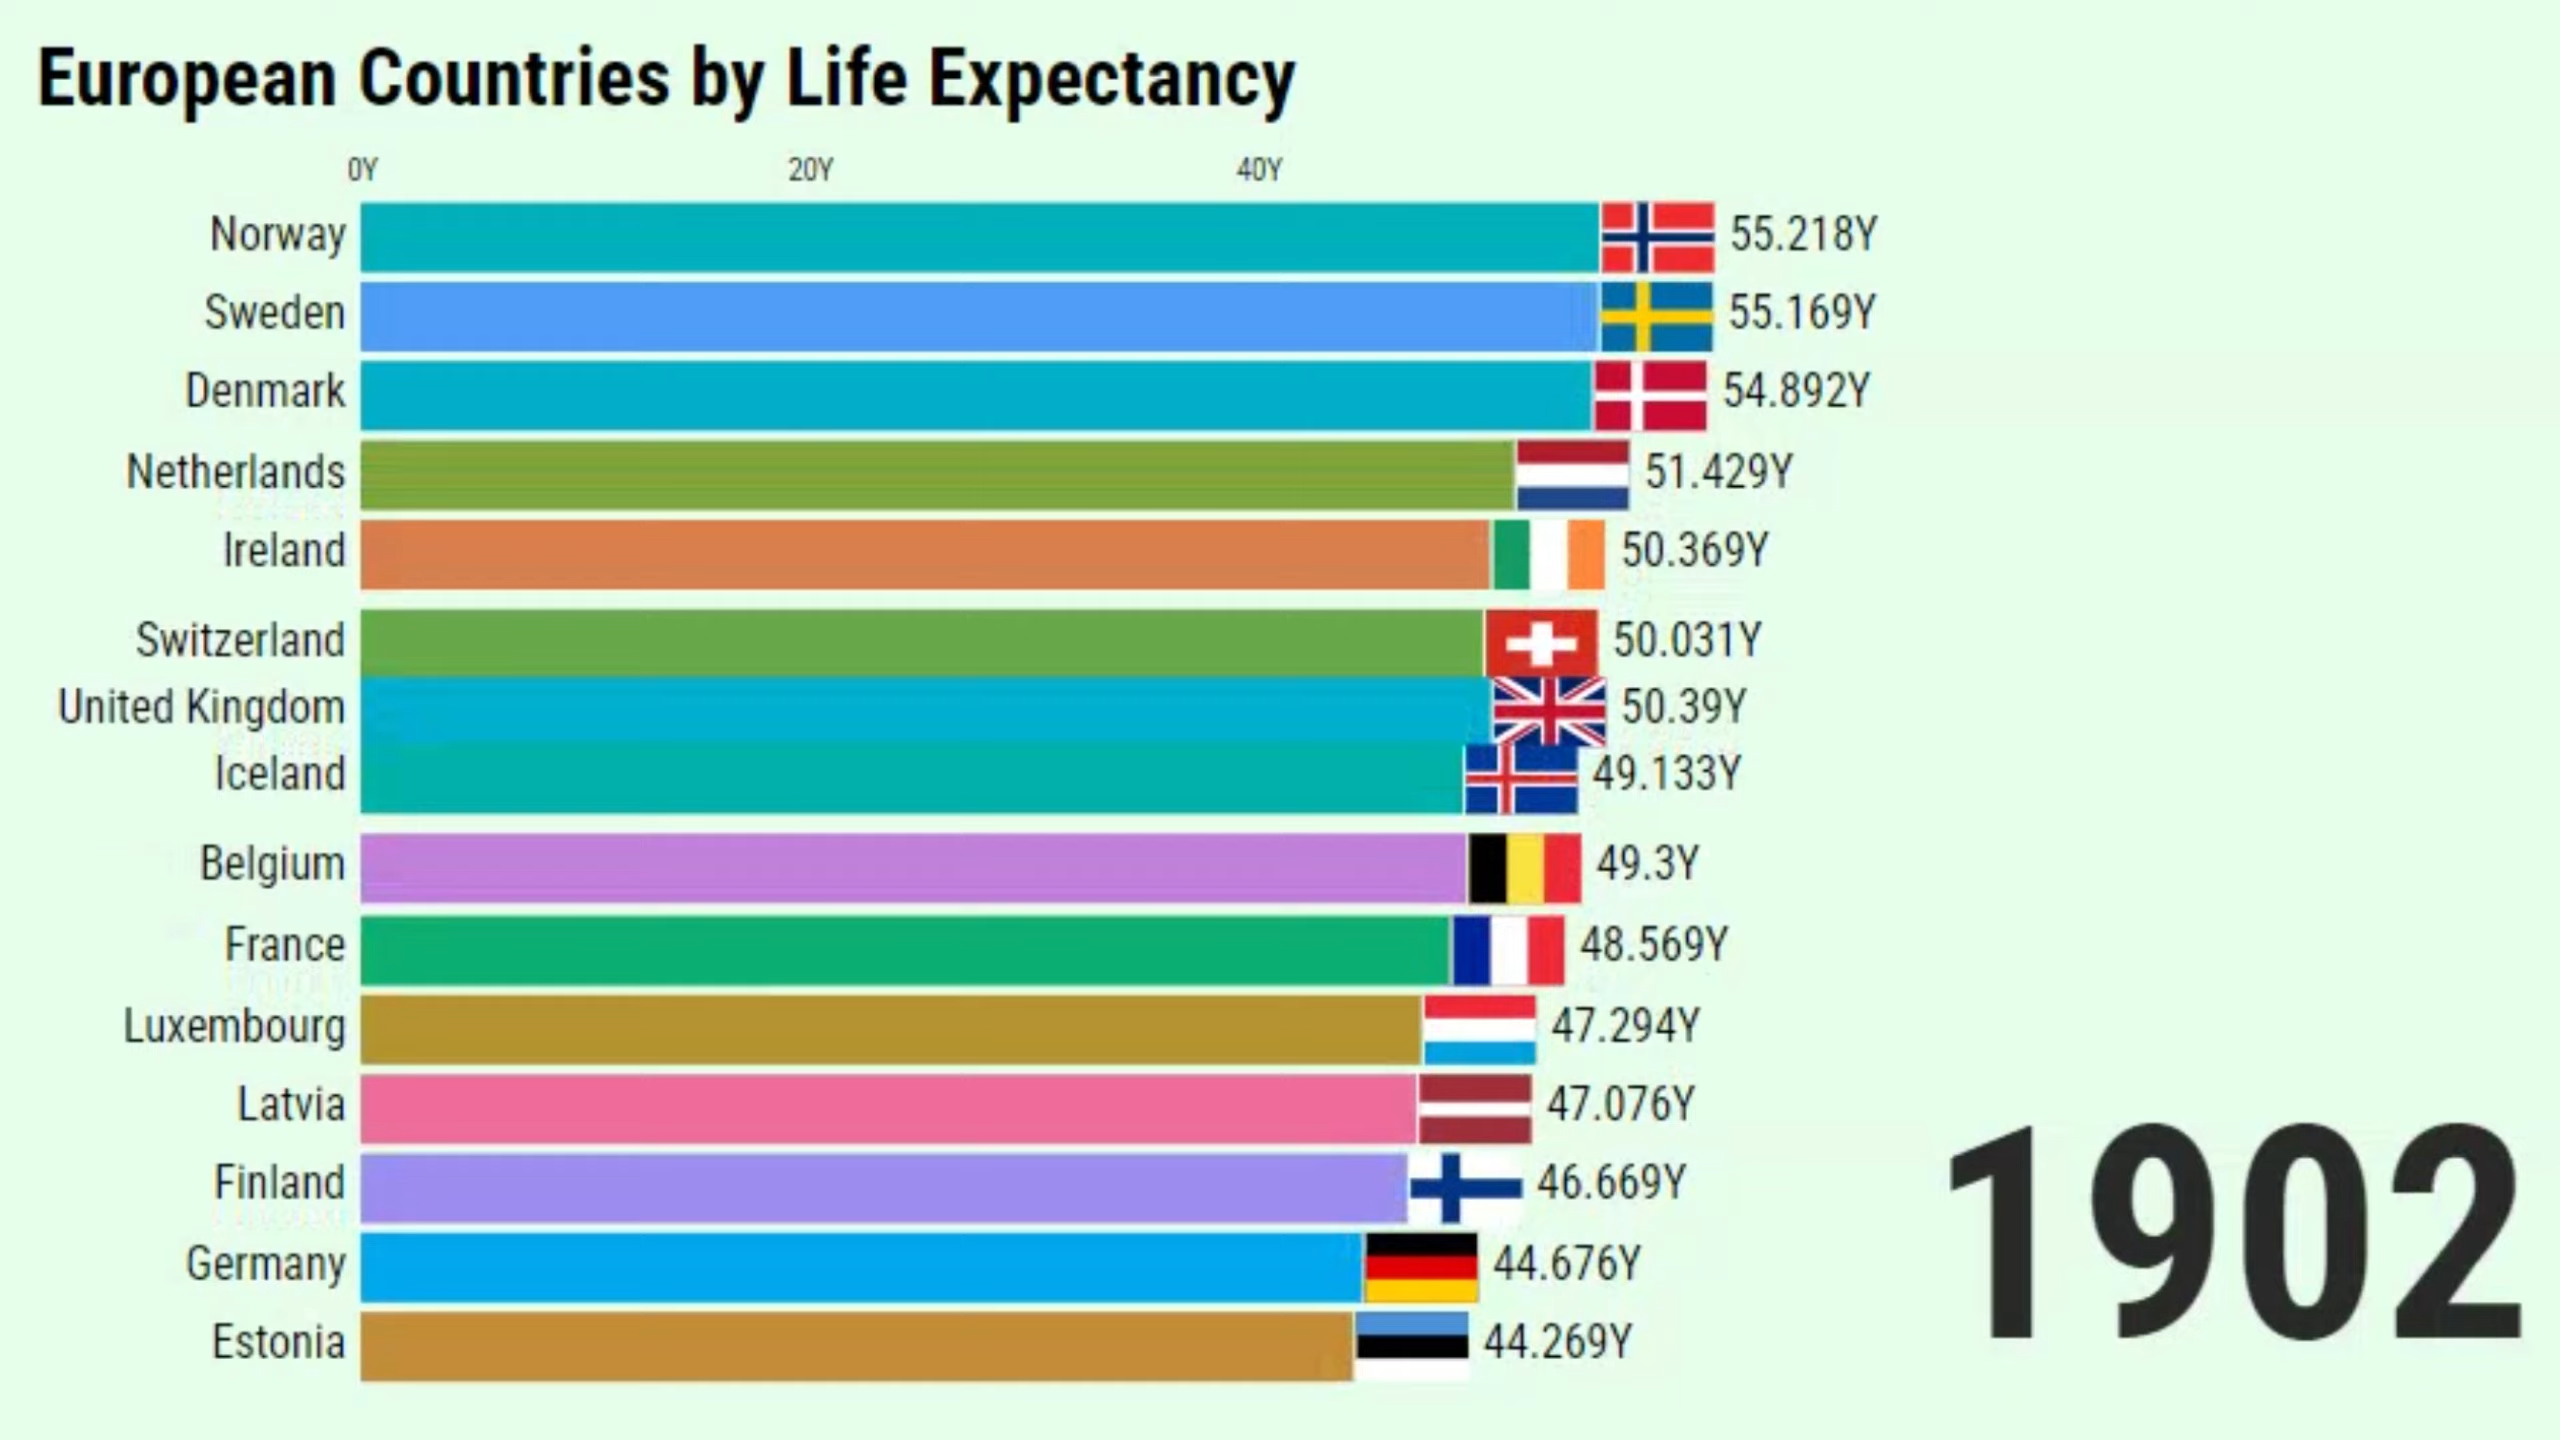 European Countries by Life Expectancy
0Y 20Y 40Y
Norway 55.218Y
Sweden 55.169Y
Denmark 54.892Y
Netherlands 51.429Y
Ireland 50.369Y
Switzerland 50.031Y
United Kingdom 50.39Y
Iceland 49.133Y
Belgium 49.3Y
France 48.569Y
Luxembourg 47.294Y
Latvia 47.076Y
Finland 46.669Y
Germany 44.676Y
Estonia 44.269Y
1902